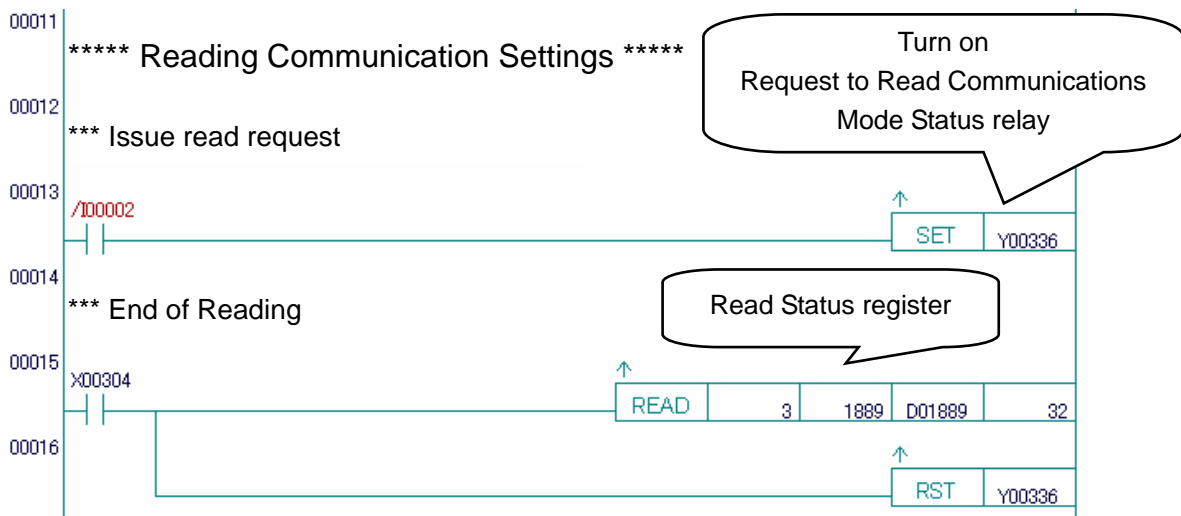 00011
***** Reading Communication Settings *****
Turn on
Request to Read Communications
Mode Status relay
00012
*** Issue read request
00013
/I00002
SET Y00336
00014
*** End of Reading
Read Status register
00015
X00304
READ 3 1889 D01889 32
00016
RST Y00336